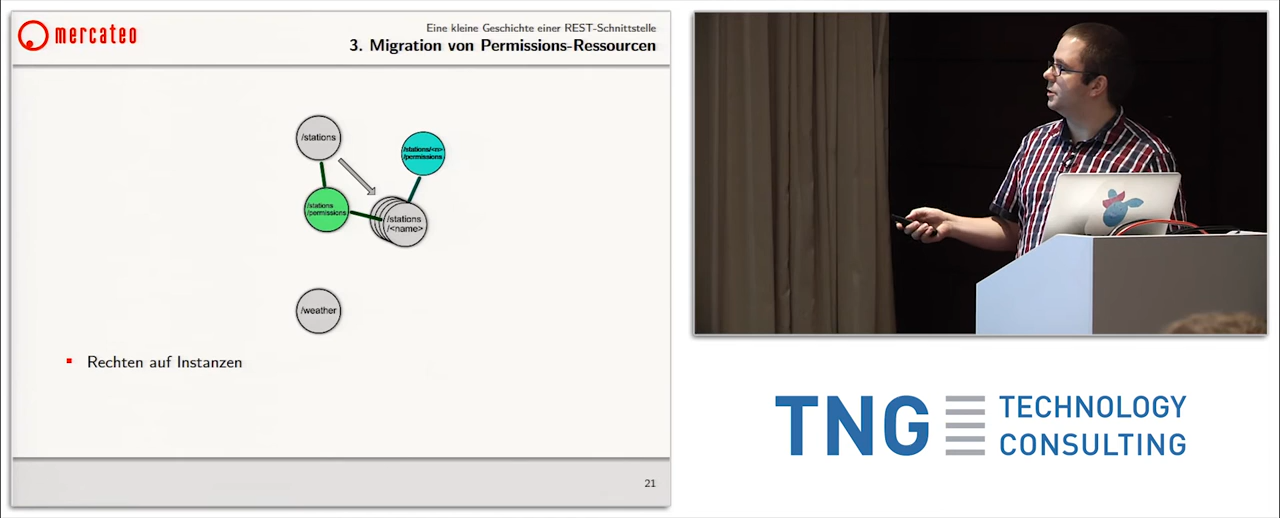 mercateo
Eine kleine Geschichte einer REST-Schnittstelle
3. Migration von Permissions-Ressourcen
/stations
/stations/<n>
/permissions
/stations
/permissions
/stations
/<name>
/weather
Rechten auf Instanzen
21
TNG TECHNOLOGY
CONSULTING